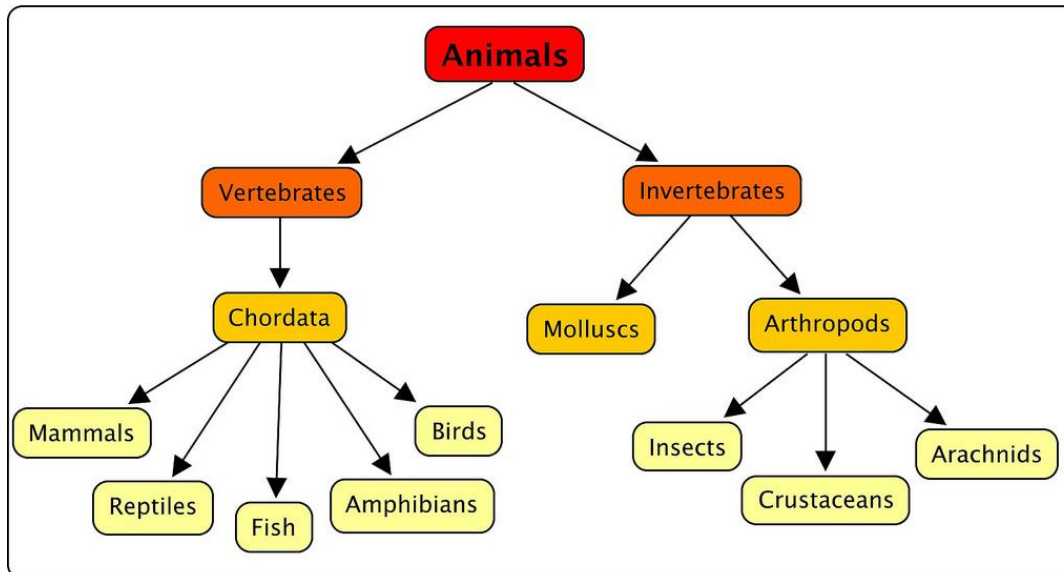 Animals
Vertebrates
Invertebrates
Chordata
Molluscs
Arthropods
Mammals
Reptiles
Fish
Amphibians
Birds
Insects
Crustaceans
Arachnids